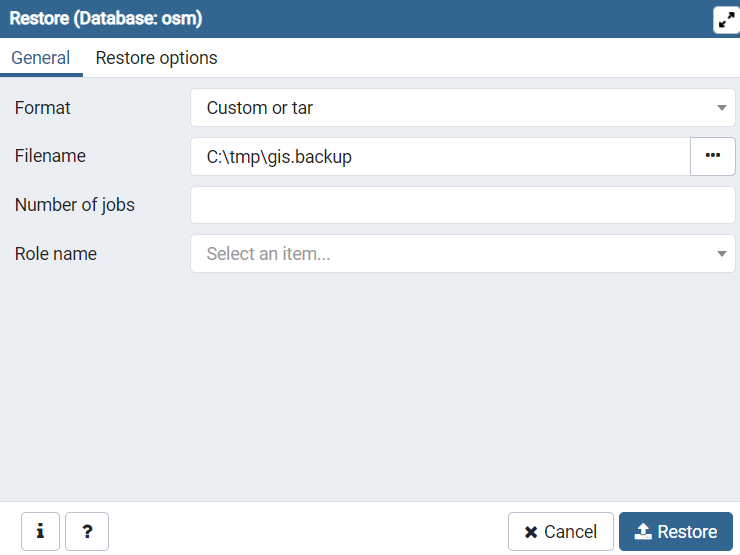 Restore (Database: osm)
General Restore options
Format Custom or tar
Filename C:\tmp\gis.backup ...
Number of jobs
Role name Select an item...
i ? Cancel Restore